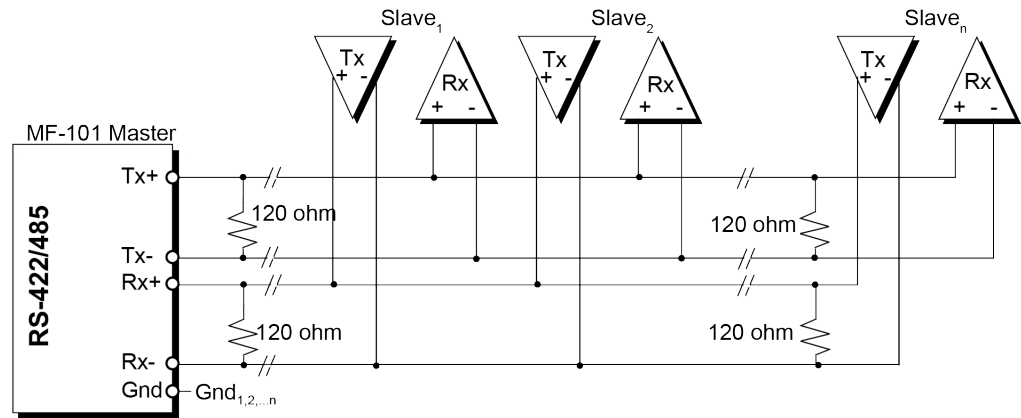 Slave1 Slave2 Slaven
Tx Tx Tx
+ - + - + -
Rx Rx Rx
+ - + - + -
MF-101 Master
RS-422/485
Tx+
120 ohm 120 ohm
Tx-
Rx+
120 ohm 120 ohm
Rx-
Gnd Gnd1,2,...n